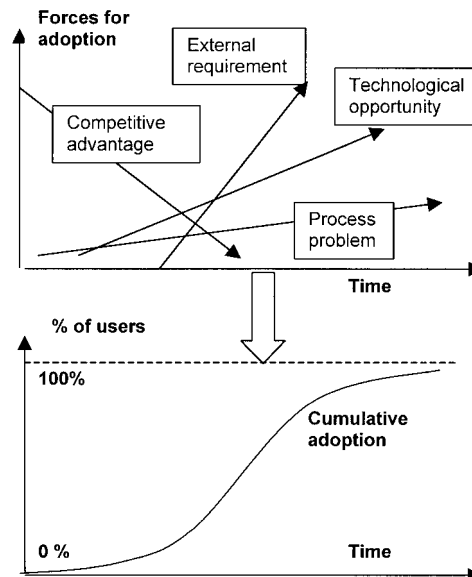 Forces for
adoption
External
requirement
Technological
opportunity
Competitive
advantage
Process
problem
Time
% of users
100%
Cumulative
adoption
0 %
Time